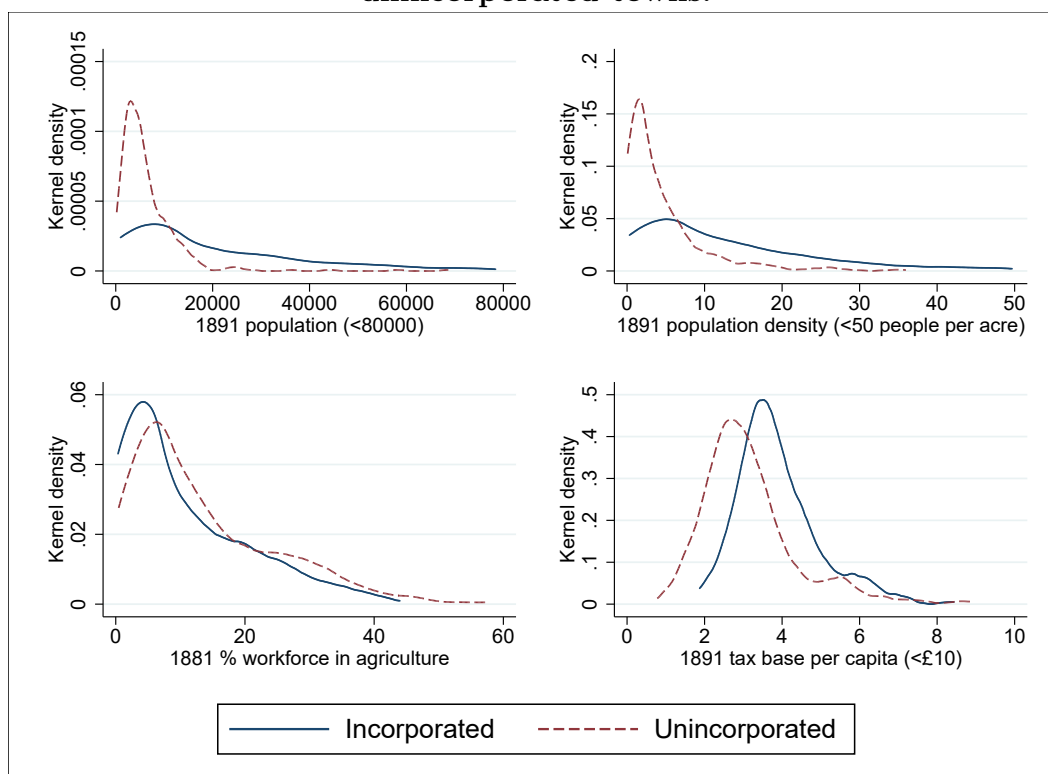 unincorporated towns.
Kernel density
0 .00005 .0001 .00015
0 20000 40000 60000 80000
1891 population (<80000)
Kernel density
0 .05 .1 .15 .2
0 10 20 30 40 50
1891 population density (<50 people per acre)
Kernel density
0 .02 .04 .06
0 20 40 60
1881 % workforce in agriculture
Kernel density
0 .1 .2 .3 .4 .5
0 2 4 6 8 10
1891 tax base per capita (<£10)
Incorporated Unincorporated